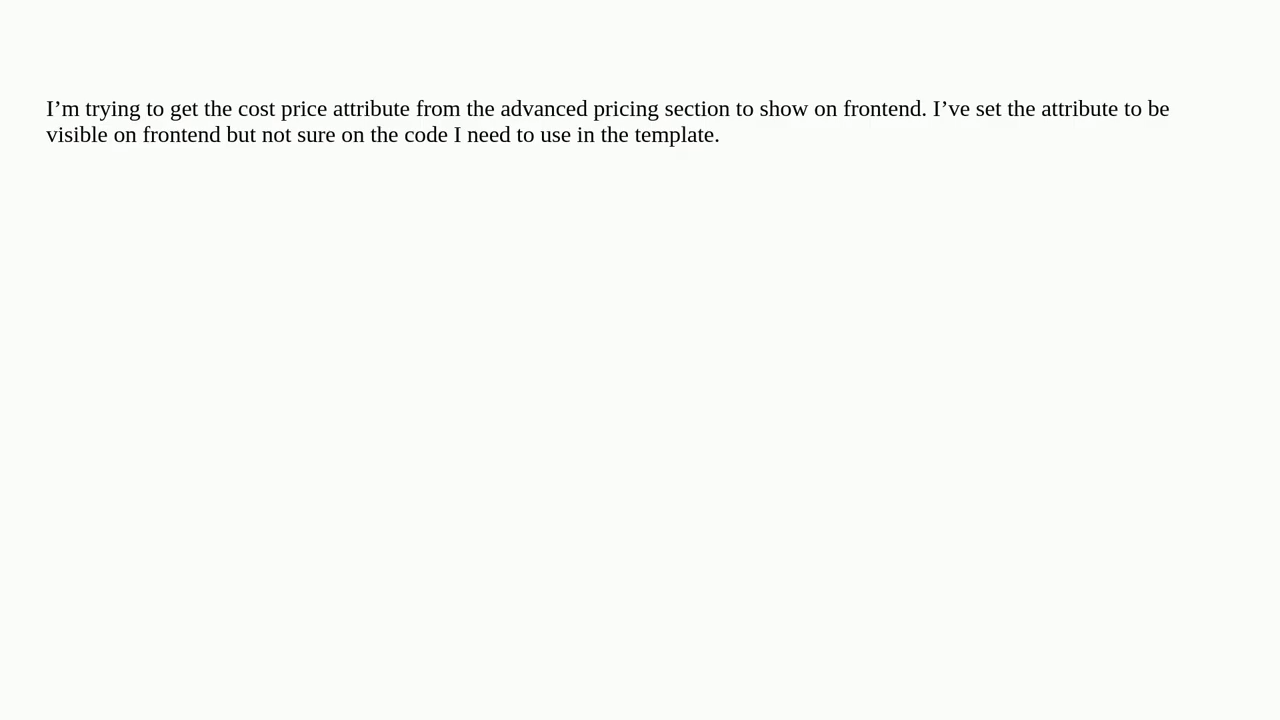 I’m trying to get the cost price attribute from the advanced pricing section to show on frontend. I’ve set the attribute to be
visible on frontend but not sure on the code I need to use in the template.